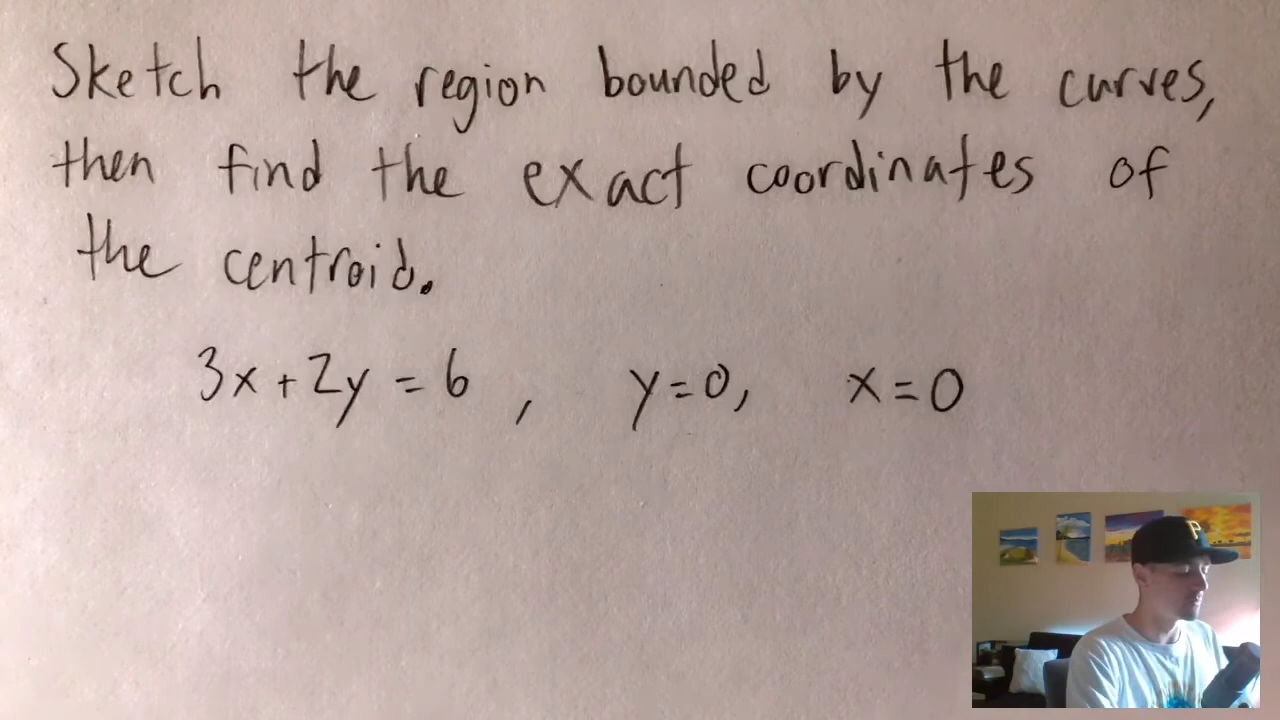 Sketch the region bounded by the curves,
then find the exact coordinates of
the centroid.
3x+2y=6, y=0, x=0
P